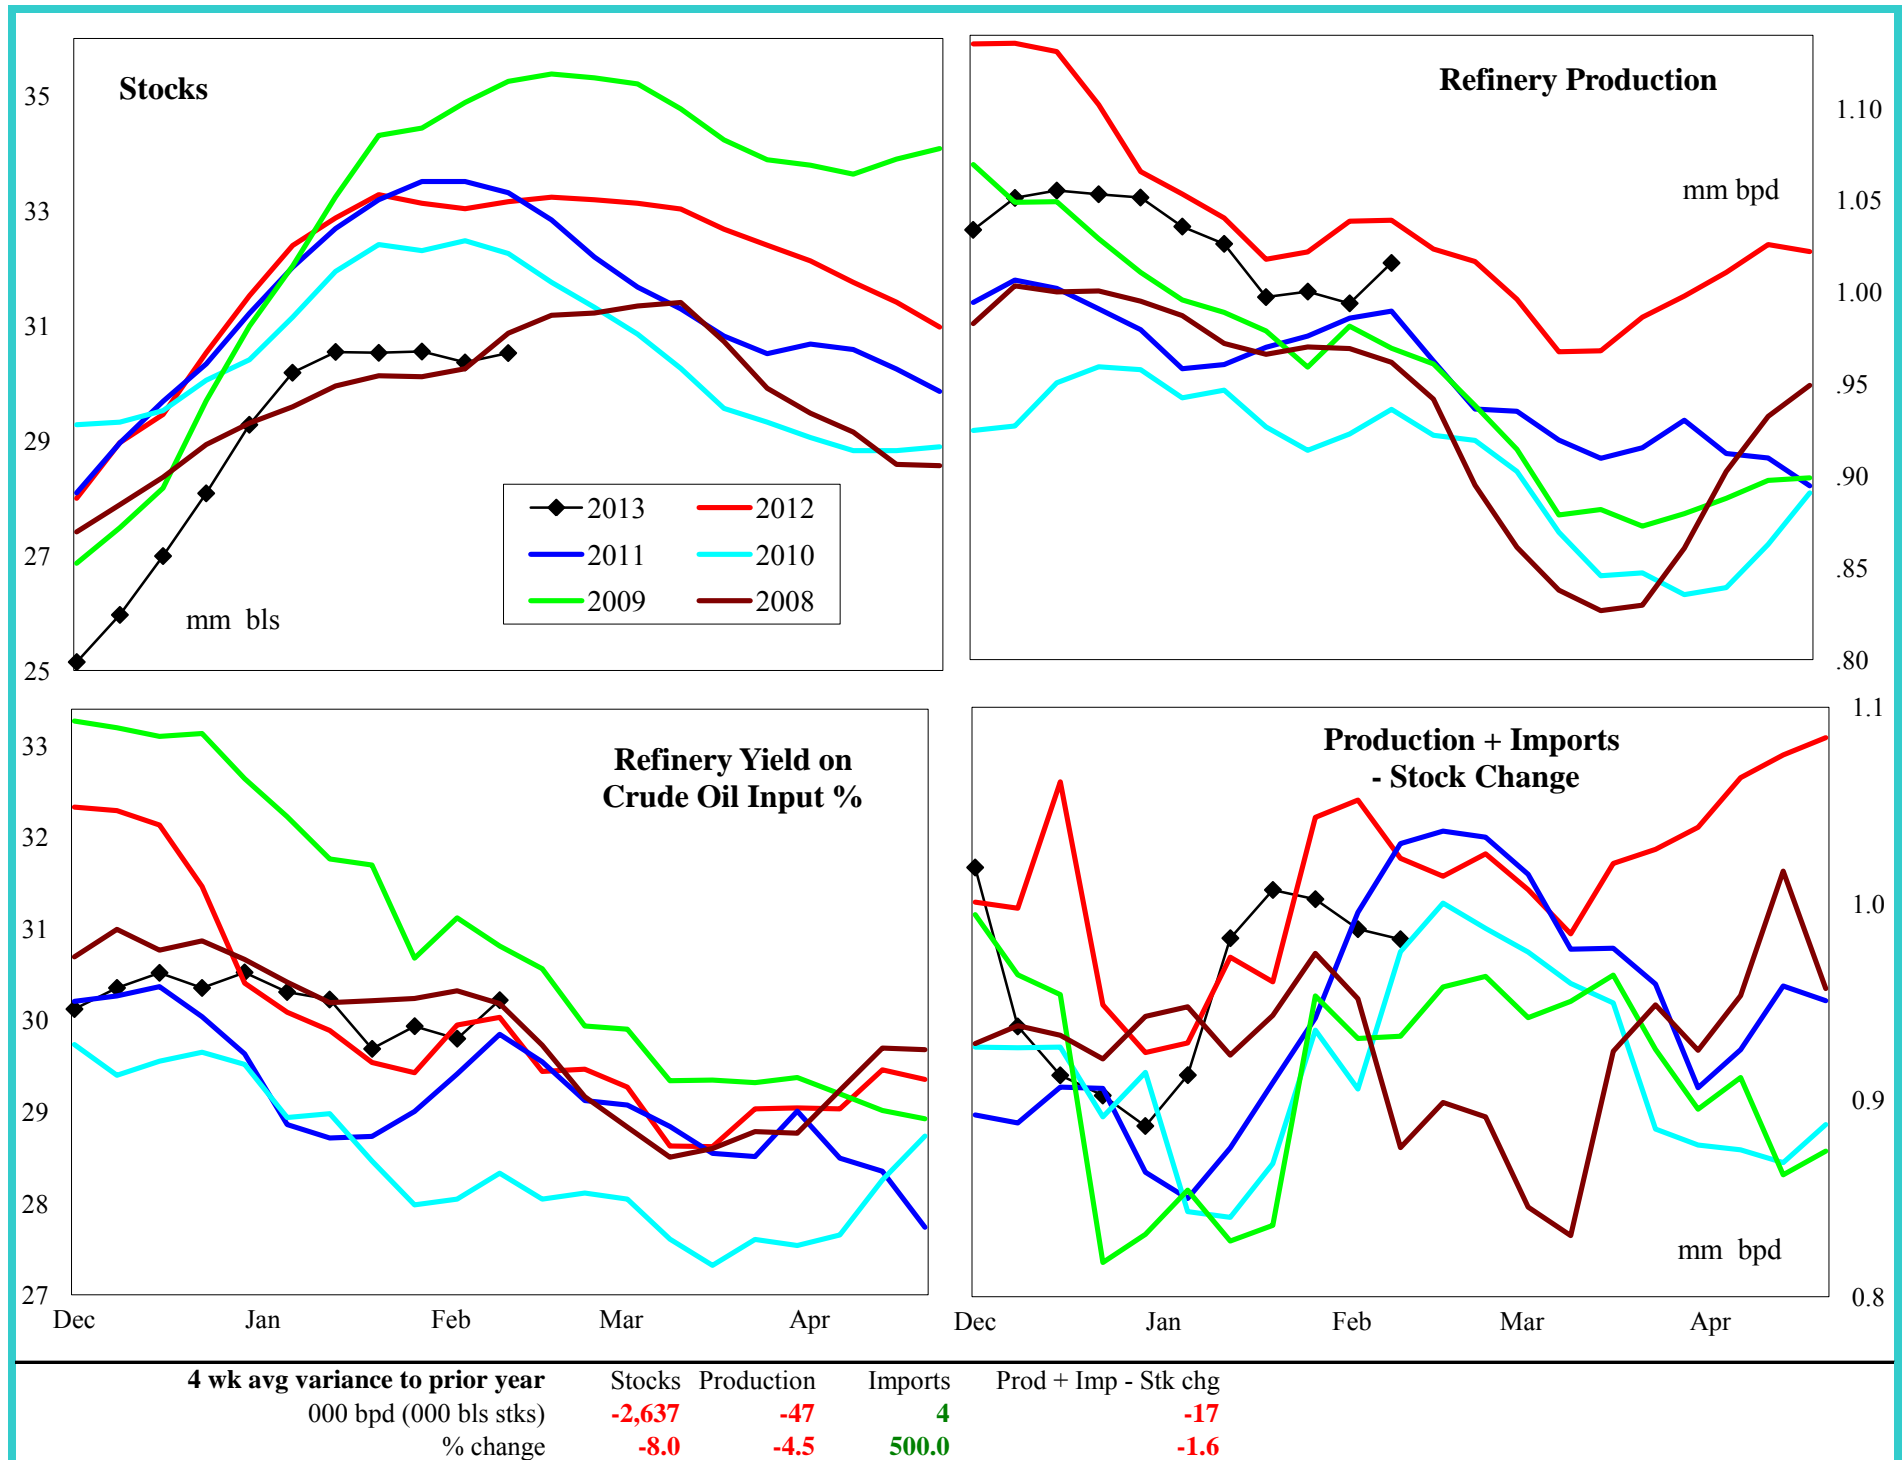 Stocks
35
33
31
29
27
25
mm bls
2013 2012
2011 2010
2009 2008
Refinery Production
mm bpd
1.10
1.05
1.00
.95
.90
.85
.80
Refinery Yield on
Crude Oil Input %
33
32
31
30
29
28
27
Dec Jan Feb Mar Apr
Production + Imports
- Stock Change
1.1
1.0
0.9
0.8
mm bpd
Dec Jan Feb Mar Apr
4 wk avg variance to prior year Stocks Production Imports Prod + Imp - Stk chg
000 bpd (000 bls stks) -2,637 -47 4 -17
% change -8.0 -4.5 500.0 -1.6